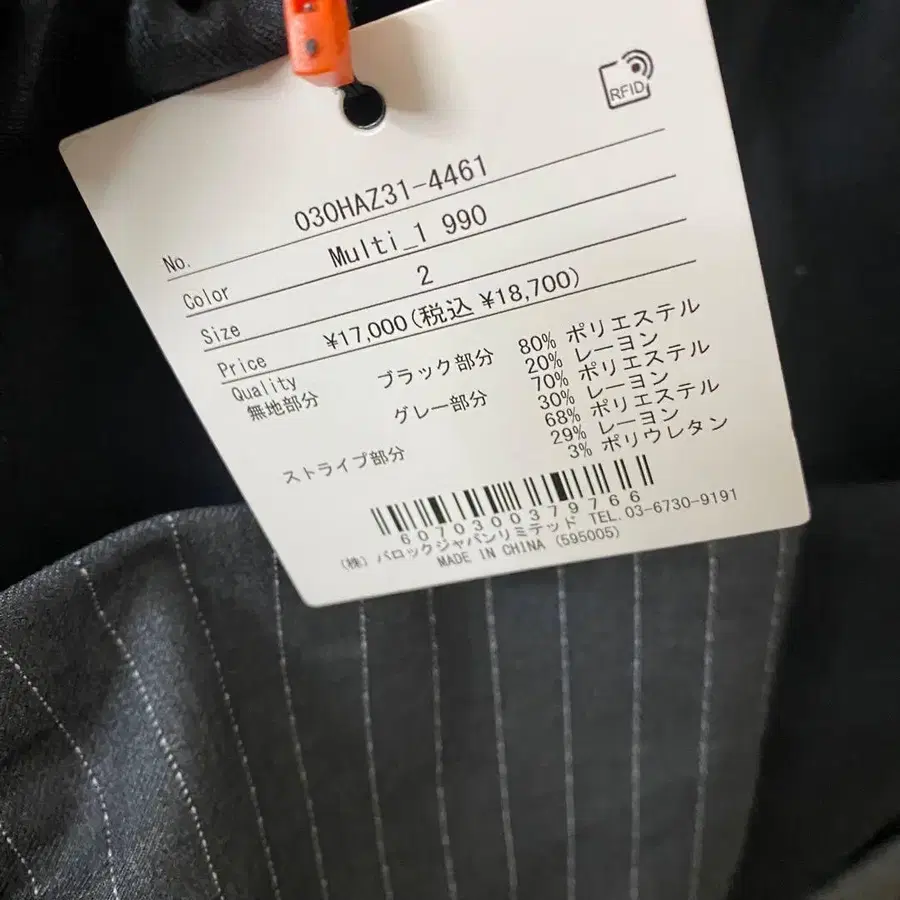 RFID
No. 030HAZ31-4461
Color Multi_1 990
Size 2
Price ¥17,000(税込 ¥18,700)
Quality
無地部分 ブラック部分 80% ポリエステル
20% レーヨン
グレー部分 70% ポリエステル
30% レーヨン
ストライプ部分 68% ポリエステル
29% レーヨン
3% ポリウレタン
6070300379766
(株) バロックジャパンリミテッド TEL.03-6730-9191
MADE IN CHINA (595005)